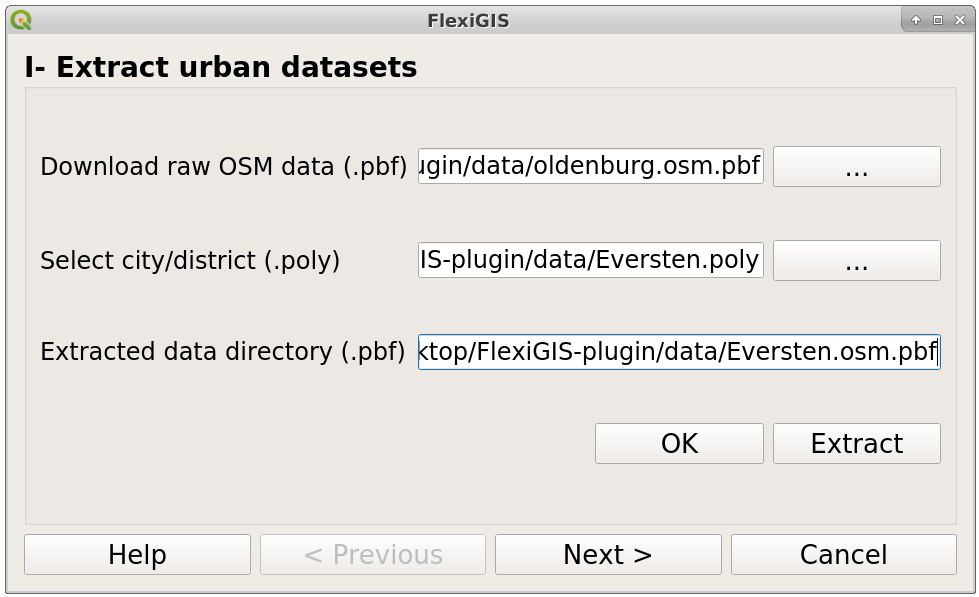 FlexiGIS
I- Extract urban datasets
Download raw OSM data (.pbf) ugin/data/oldenburg.osm.pbf ...
Select city/district (.poly) IS-plugin/data/Eversten.poly ...
Extracted data directory (.pbf) ktop/FlexiGIS-plugin/data/Eversten.osm.pbf
OK Extract
Help < Previous Next > Cancel